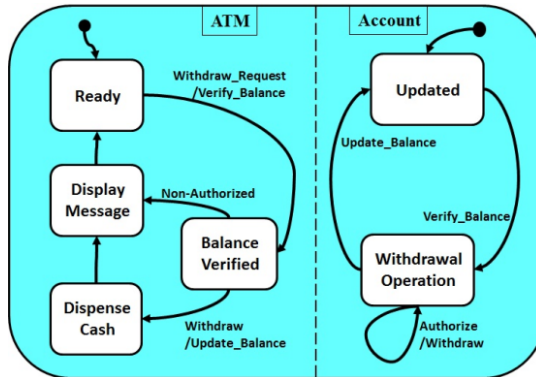 ATM
Account
Ready
Withdraw_Request
/Verify_Balance
Updated
Update_Balance
Display
Message
Non-Authorized
Verify_Balance
Balance
Verified
Withdrawal
Operation
Dispense
Cash
Withdraw
/Update_Balance
Authorize
/Withdraw